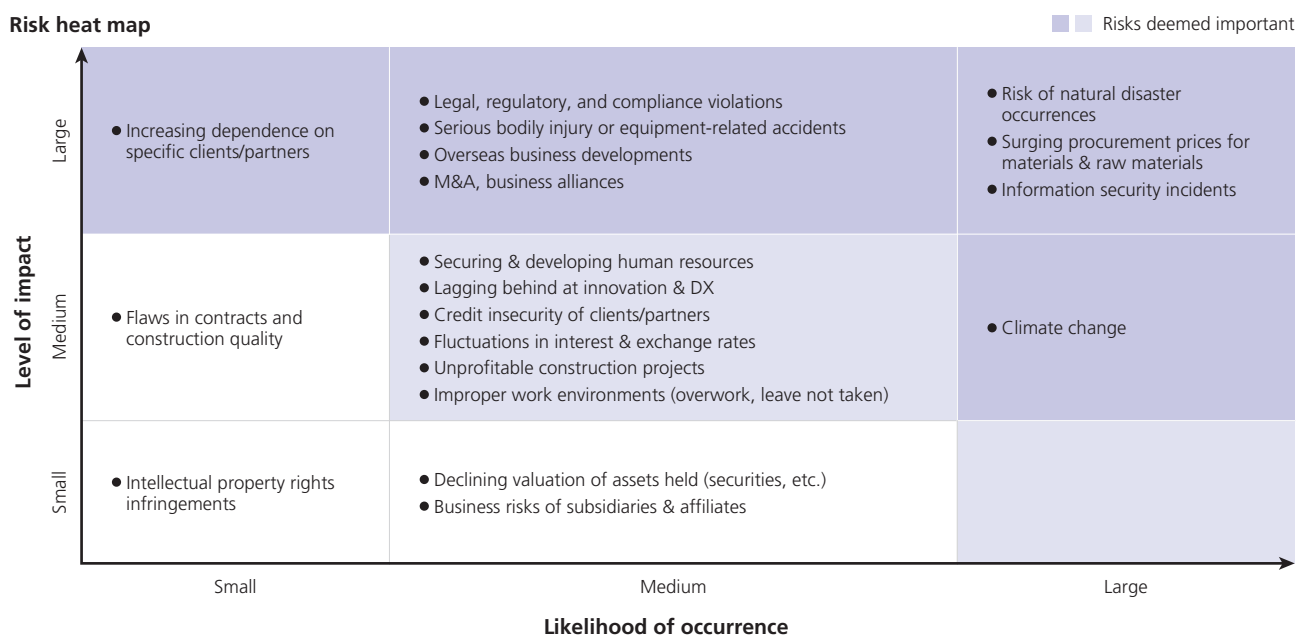 Risk heat map
Risks deemed important
Level of impact
Large
● Increasing dependence on
specific clients/partners
● Legal, regulatory, and compliance violations
● Serious bodily injury or equipment-related accidents
● Overseas business developments
● M&A, business alliances
● Risk of natural disaster
occurrences
● Surging procurement prices for
materials & raw materials
● Information security incidents
Medium
● Flaws in contracts and
construction quality
● Securing & developing human resources
● Lagging behind at innovation & DX
● Credit insecurity of clients/partners
● Fluctuations in interest & exchange rates
● Unprofitable construction projects
● Improper work environments (overwork, leave not taken)
● Climate change
Small
● Intellectual property rights
infringements
● Declining valuation of assets held (securities, etc.)
● Business risks of subsidiaries & affiliates
Small
Medium
Large
Likelihood of occurrence